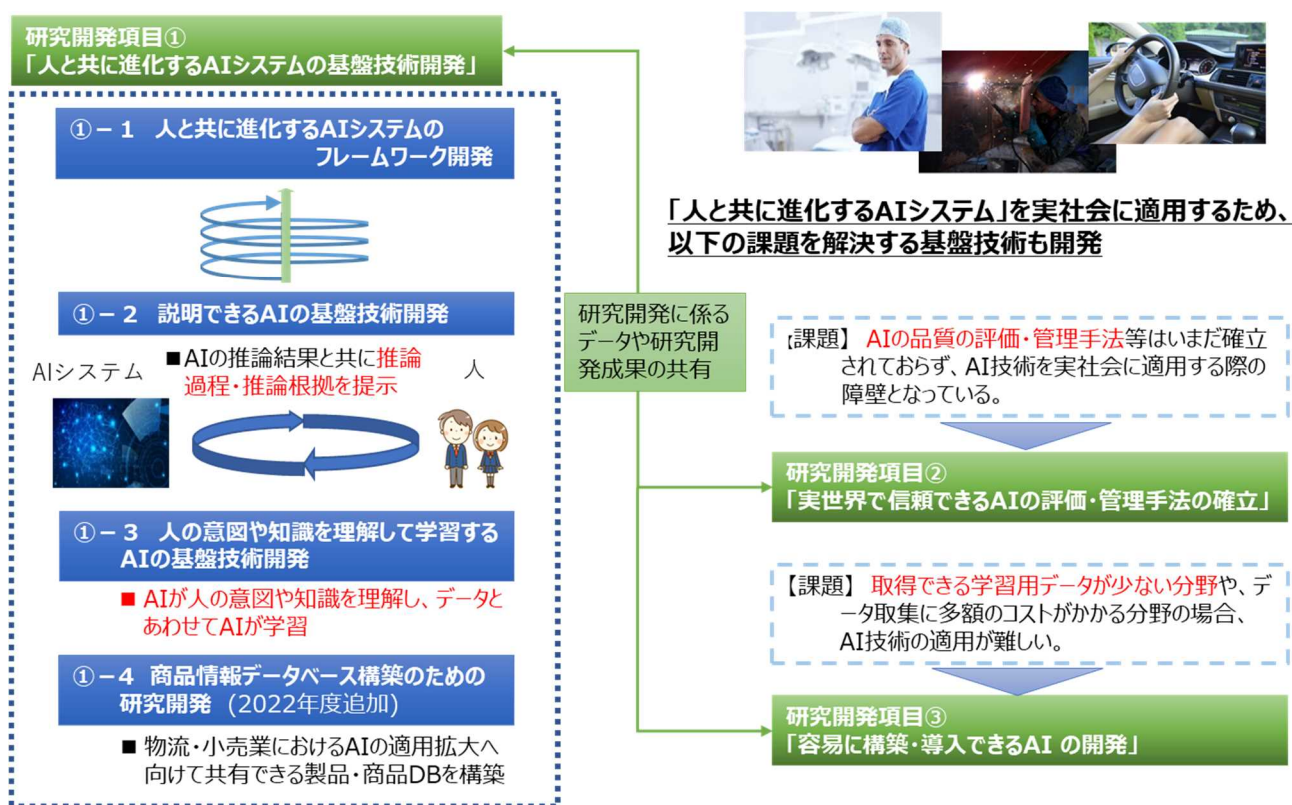 研究開発項目①
「人と共に進化するAIシステムの基盤技術開発」
①－１ 人と共に進化するAIシステムの
フレームワーク開発
①－２ 説明できるAIの基盤技術開発
■AIの推論結果と共に推論
過程・推論根拠を提示
AIシステム
人
①－３ 人の意図や知識を理解して学習する
AIの基盤技術開発
■ AIが人の意図や知識を理解し、データと
あわせてAIが学習
①－４ 商品情報データベース構築のための
研究開発 (2022年度追加)
■ 物流・小売業におけるAIの適用拡大へ
向けて共有できる製品・商品DBを構築
研究開発に係る
データや研究開
発成果の共有
「人と共に進化するAIシステム」を実社会に適用するため、
以下の課題を解決する基盤技術も開発
【課題】 AIの品質の評価・管理手法等はいまだ確立
されておらず、AI技術を実社会に適用する際の
障壁となっている。
研究開発項目②
「実世界で信頼できるAIの評価・管理手法の確立」
【課題】 取得できる学習用データが少ない分野や、デ
ータ取集に多額のコストがかかる分野の場合、
AI技術の適用が難しい。
研究開発項目③
「容易に構築・導入できるAI の開発」